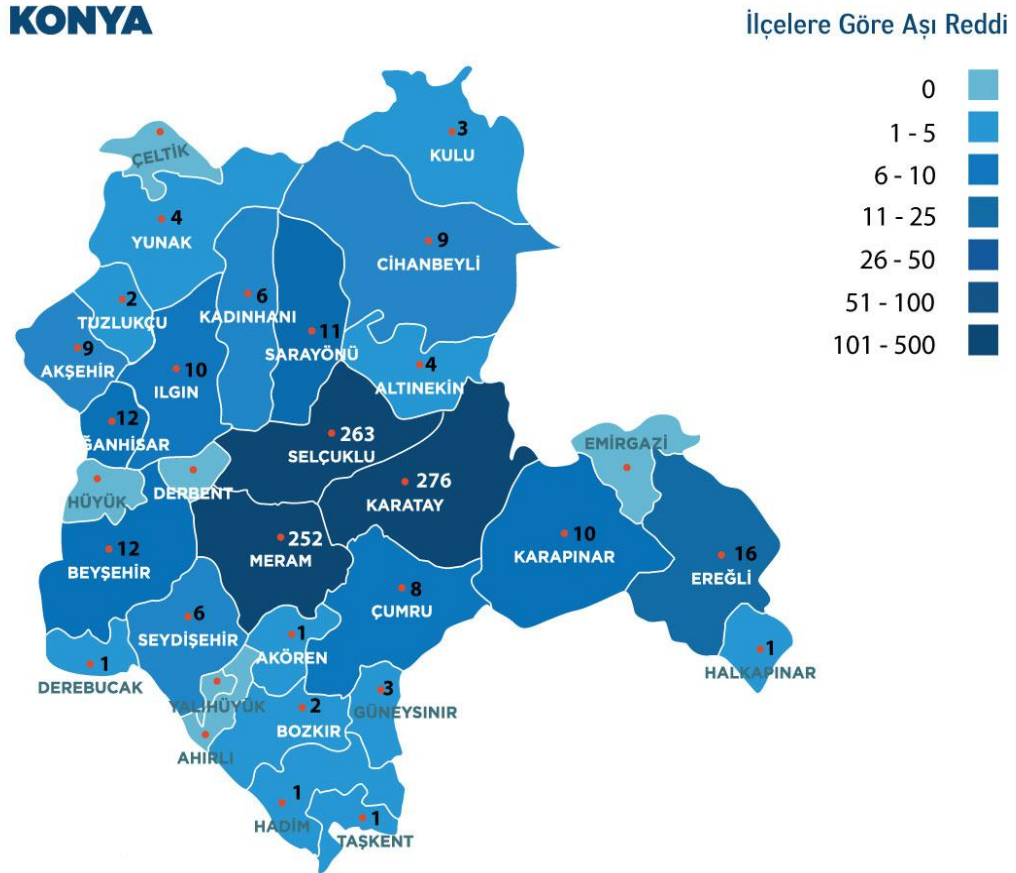 KONYA
İlçelere Göre Aşı Reddi
0
1 - 5
6 - 10
11 - 25
26 - 50
51 - 100
101 - 500
ÇELTİK
3
KULU
4
YUNAK
9
CİHANBEYLİ
2
TUZLUKÇU
6
KADINHANI
11
SARAYÖNÜ
9
AKŞEHİR
10
ILGIN
4
ALTINEKİN
12
ĞANHİSAR
263
SELÇUKLU
EMİRGAZİ
HÜYÜK
DERBENT
276
KARATAY
12
BEYŞEHİR
252
MERAM
10
KARAPINAR
16
EREĞLİ
8
ÇUMRU
6
SEYDİŞEHİR
1
AKÖREN
1
DEREBUCAK
1
HALKAPINAR
YALIHÜYÜK
3
GÜNEYSINIR
2
BOZKIR
AHIRLI
1
HADİM
1
TAŞKENT